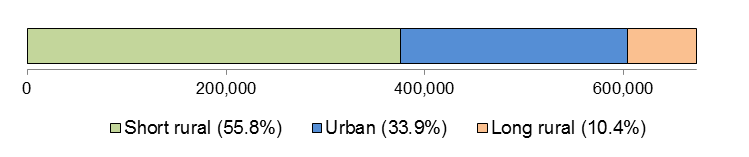 0 200,000 400,000 600,000
Short rural (55.8%) Urban (33.9%) Long rural (10.4%)